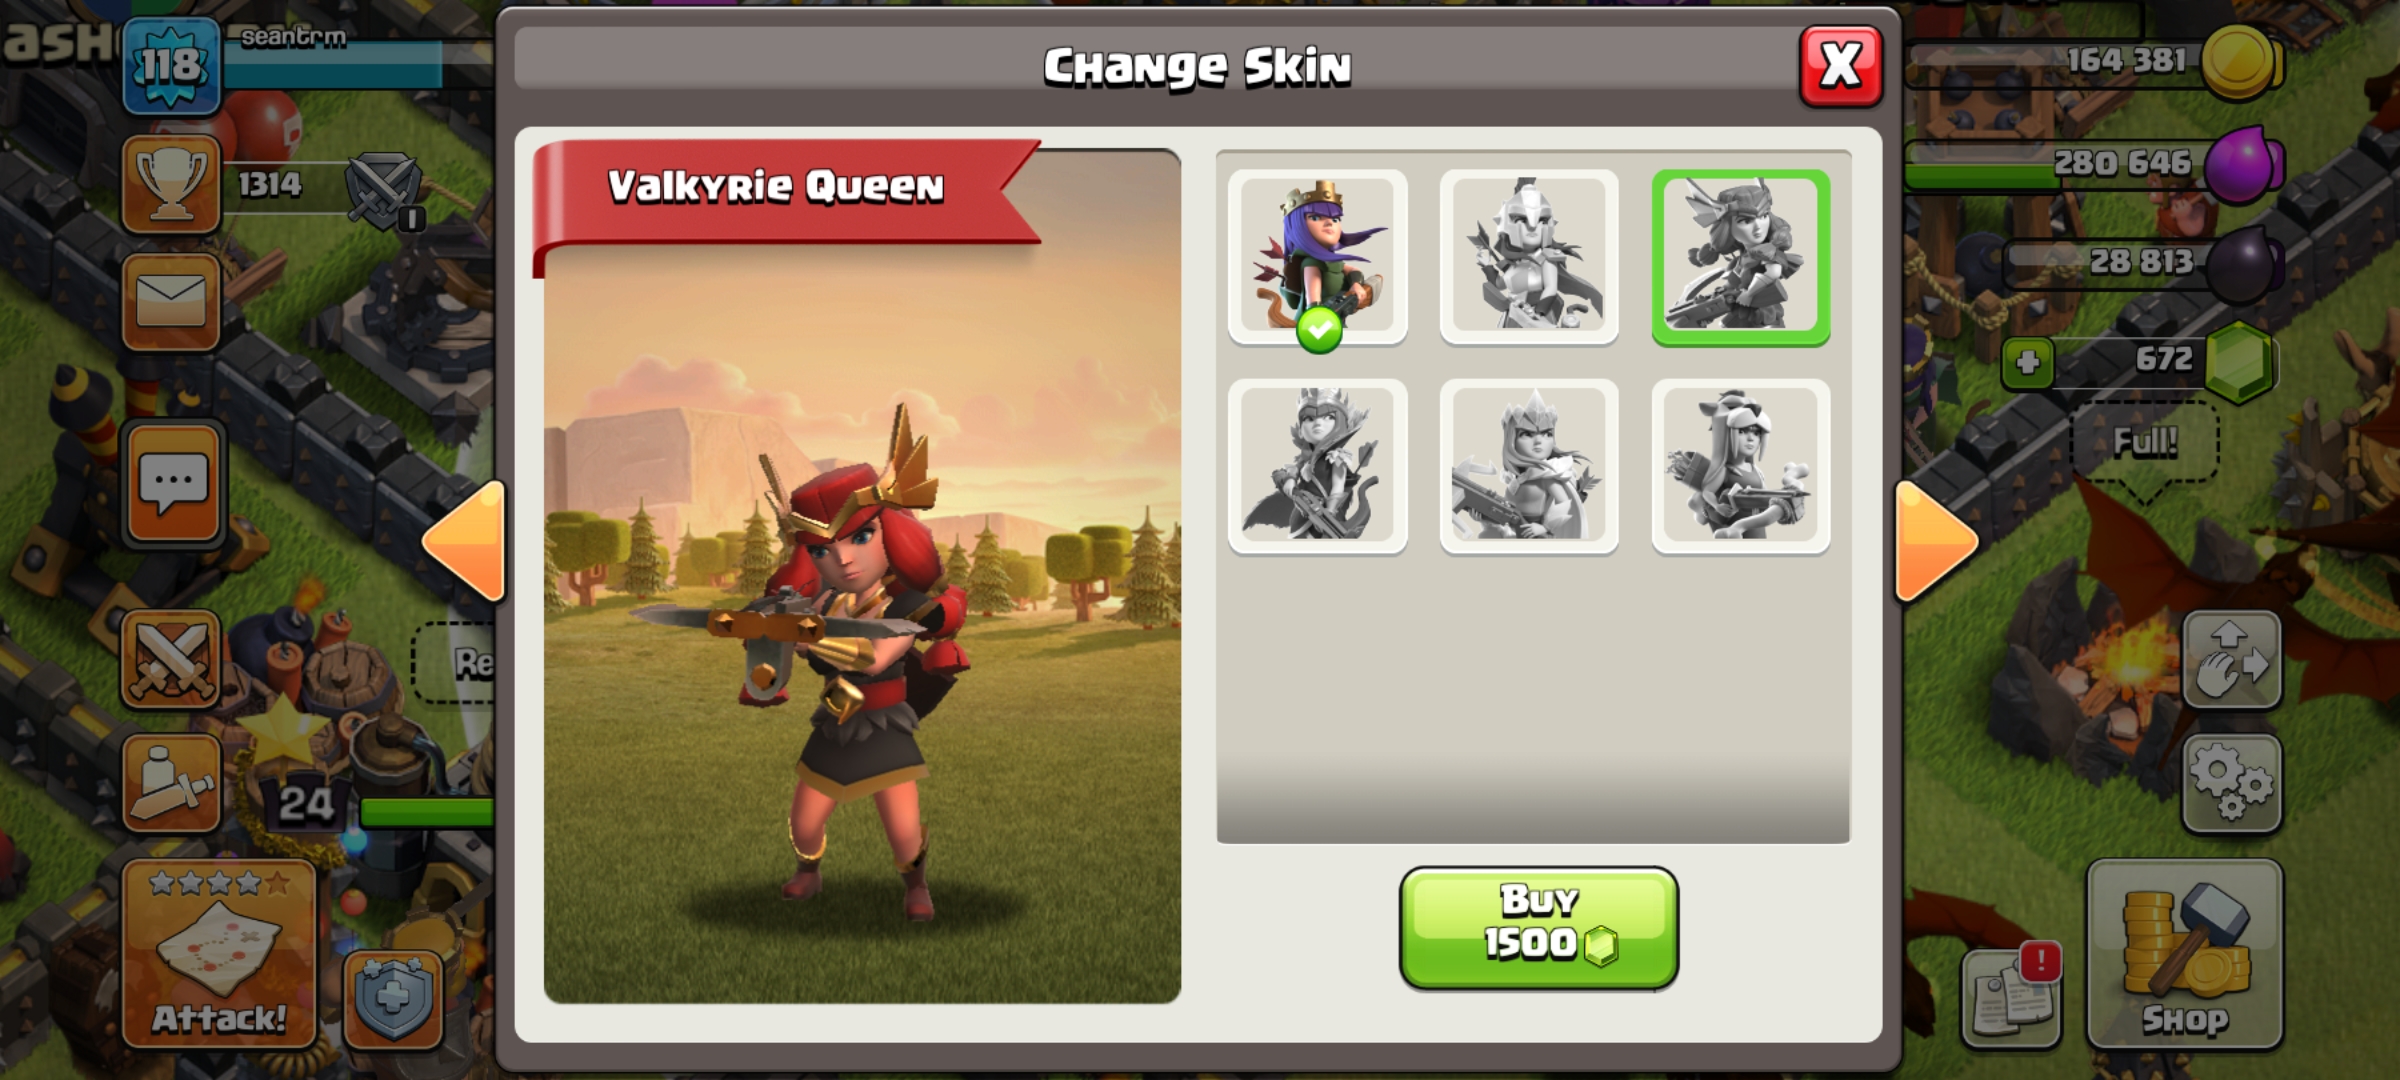 ash
118
seantrm
Change Skin
X
164 381
Valkyrie Queen
280 646
1314
I
28 813
672
Full!
Re
24
Buy
1500
Attack!
!
Shop